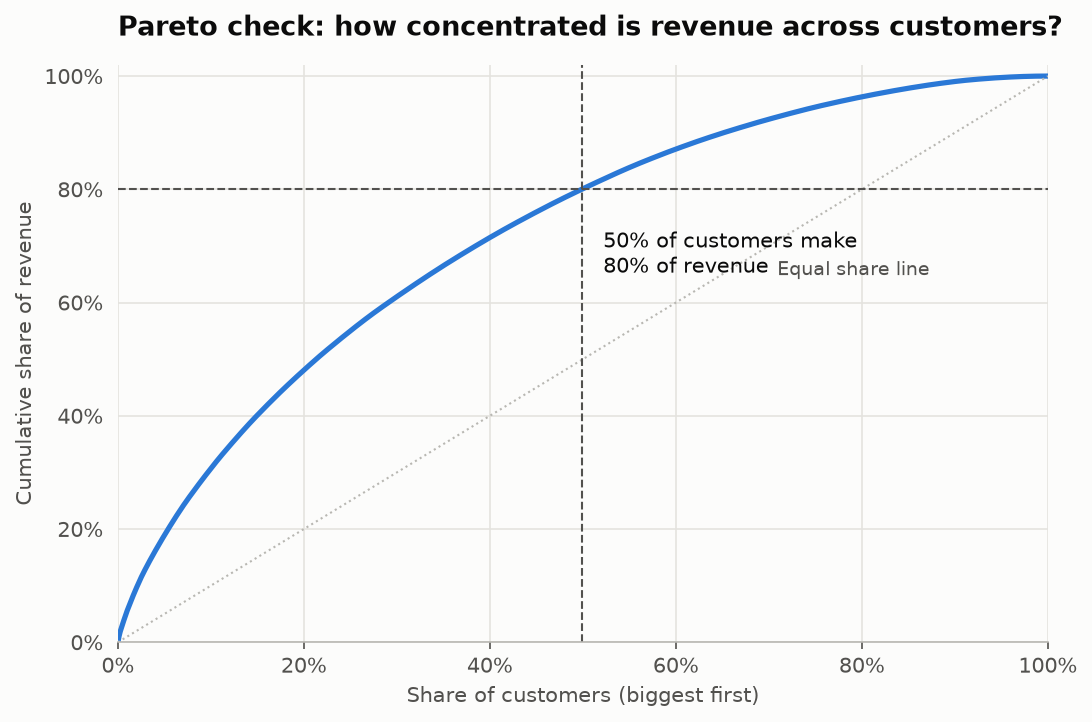 Pareto check: how concentrated is revenue across customers?
Cumulative share of revenue
100%
80%
60%
40%
20%
0%
50% of customers make
80% of revenue
Equal share line
0%
20%
40%
60%
80%
100%
Share of customers (biggest first)